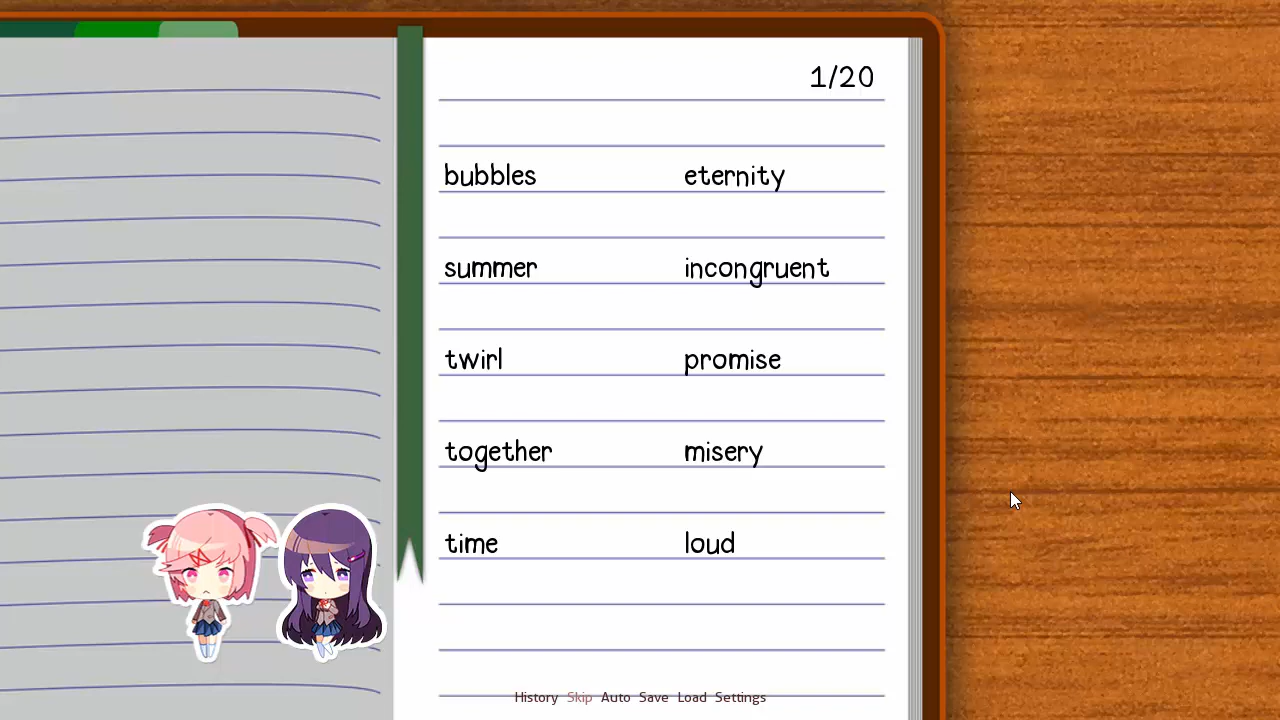 1/20
bubbles eternity
summer incongruent
twirl promise
together misery
time loud
History Skip Auto Save Load Settings